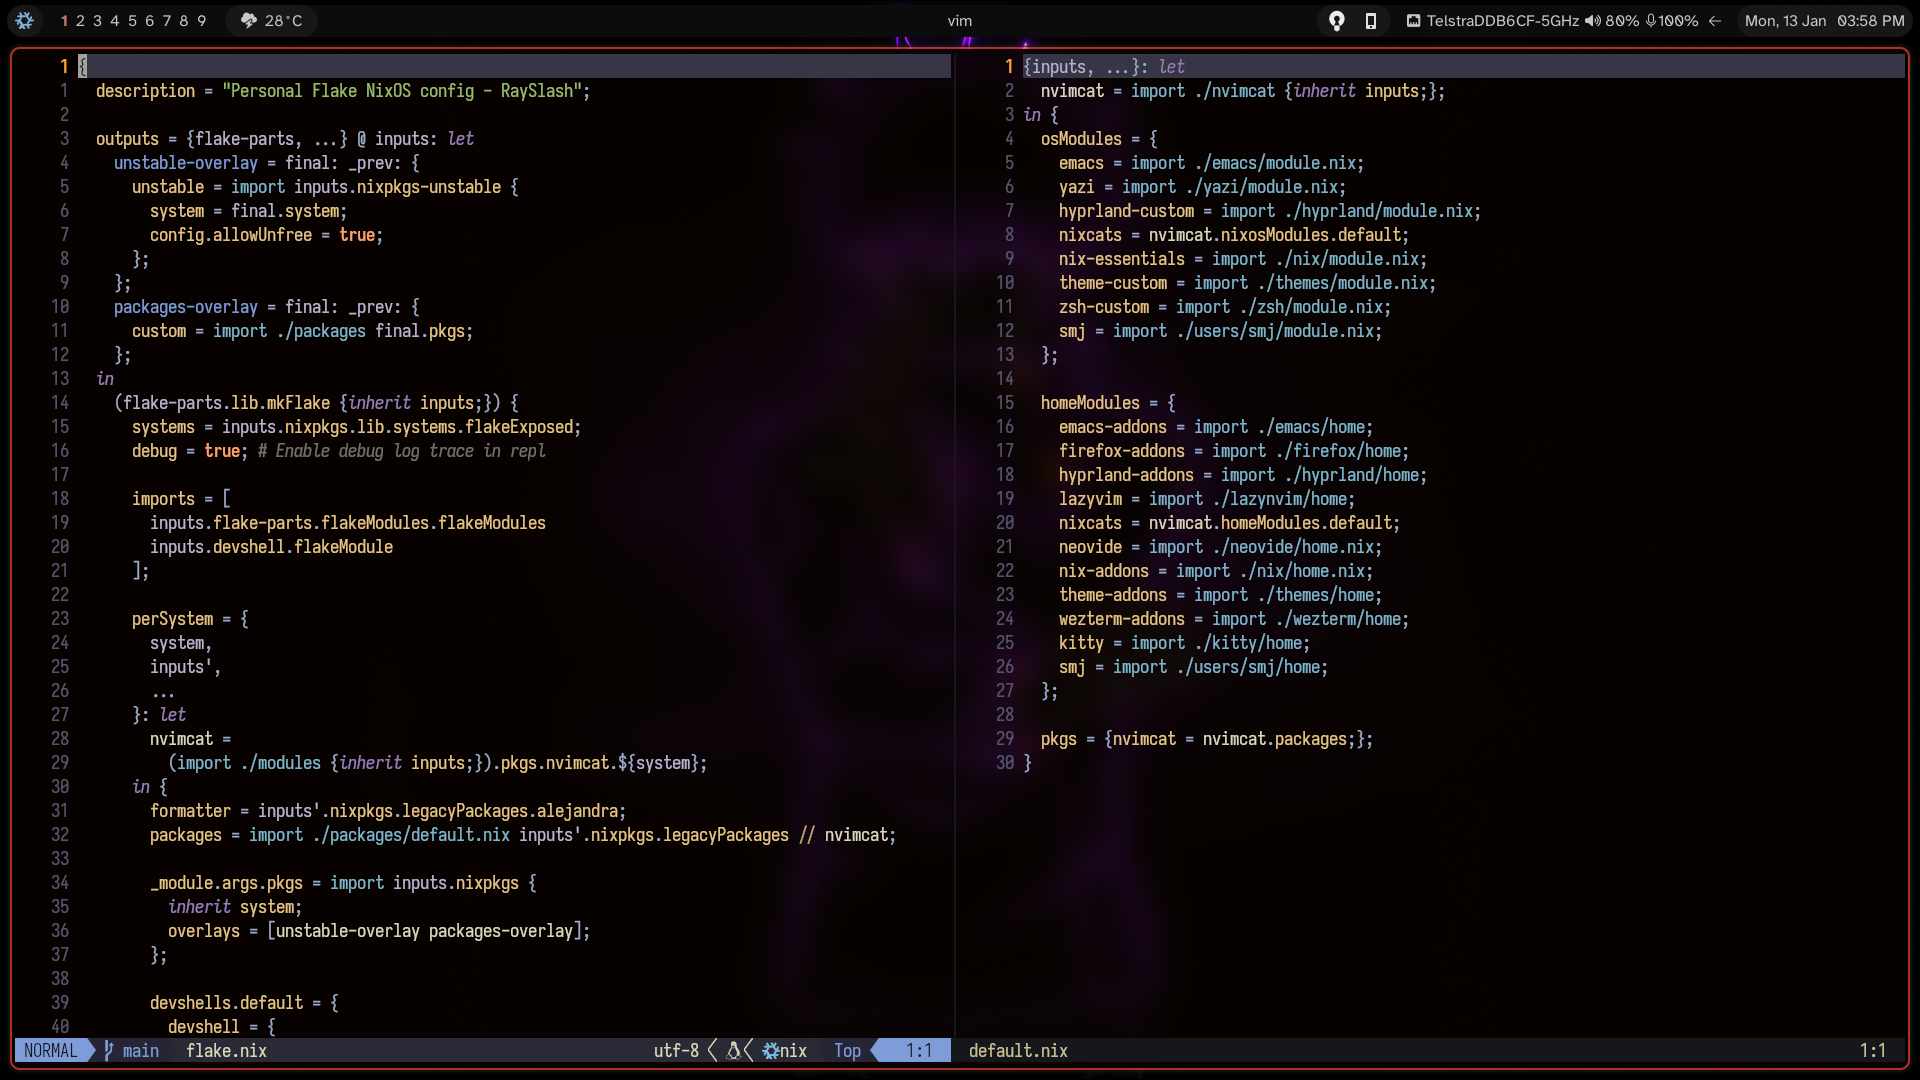 1 2 3 4 5 6 7 8 9
28°C
vim
TelstraDDB6CF-5GHz 80% 100%
Mon, 13 Jan 03:58 PM
1 {
1 description = "Personal Flake NixOS config - RaySlash";
2
3 outputs = {flake-parts, ...} @ inputs: let
4 unstable-overlay = final: _prev: {
5 unstable = import inputs.nixpkgs-unstable {
6 system = final.system;
7 config.allowUnfree = true;
8 };
9 };
10 packages-overlay = final: _prev: {
11 custom = import ./packages final.pkgs;
12 };
13 in
14 (flake-parts.lib.mkFlake {inherit inputs;}) {
15 systems = inputs.nixpkgs.lib.systems.flakeExposed;
16 debug = true; # Enable debug log trace in repl
17
18 imports = [
19 inputs.flake-parts.flakeModules.flakeModules
20 inputs.devshell.flakeModule
21 ];
22
23 perSystem = {
24 system,
25 inputs',
26 ...
27 }: let
28 nvimcat =
29 (import ./modules {inherit inputs;}).pkgs.nvimcat.${system};
30 in {
31 formatter = inputs'.nixpkgs.legacyPackages.alejandra;
32 packages = import ./packages/default.nix inputs'.nixpkgs.legacyPackages // nvimcat;
33
34 _module.args.pkgs = import inputs.nixpkgs {
35 inherit system;
36 overlays = [unstable-overlay packages-overlay];
37 };
38
39 devshells.default = {
40 devshell = {
NORMAL main flake.nix utf-8 nix Top 1:1
1 {inputs, ...}: let
2 nvimcat = import ./nvimcat {inherit inputs;};
3 in {
4 osModules = {
5 emacs = import ./emacs/module.nix;
6 yazi = import ./yazi/module.nix;
7 hyprland-custom = import ./hyprland/module.nix;
8 nixcats = nvimcat.nixosModules.default;
9 nix-essentials = import ./nix/module.nix;
10 theme-custom = import ./themes/module.nix;
11 zsh-custom = import ./zsh/module.nix;
12 smj = import ./users/smj/module.nix;
13 };
14
15 homeModules = {
16 emacs-addons = import ./emacs/home;
17 firefox-addons = import ./firefox/home;
18 hyprland-addons = import ./hyprland/home;
19 lazyvim = import ./lazynvim/home;
20 nixcats = nvimcat.homeModules.default;
21 neovide = import ./neovide/home.nix;
22 nix-addons = import ./nix/home.nix;
23 theme-addons = import ./themes/home;
24 wezterm-addons = import ./wezterm/home;
25 kitty = import ./kitty/home;
26 smj = import ./users/smj/home;
27 };
28
29 pkgs = {nvimcat = nvimcat.packages;};
30 }
default.nix 1:1